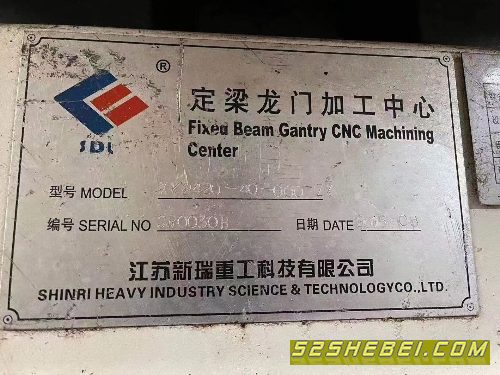 ®
SDL
定梁龙门加工中心
Fixed Beam Gantry CNC Machining
Center
型号 MODEL
编号 SERIAL NO
日期 DATE
江苏新瑞重工科技有限公司
SHINRI HEAVY INDUSTRY SCIENCE & TECHNOLOGYCO.,LTD.
52SHEBEI.COM